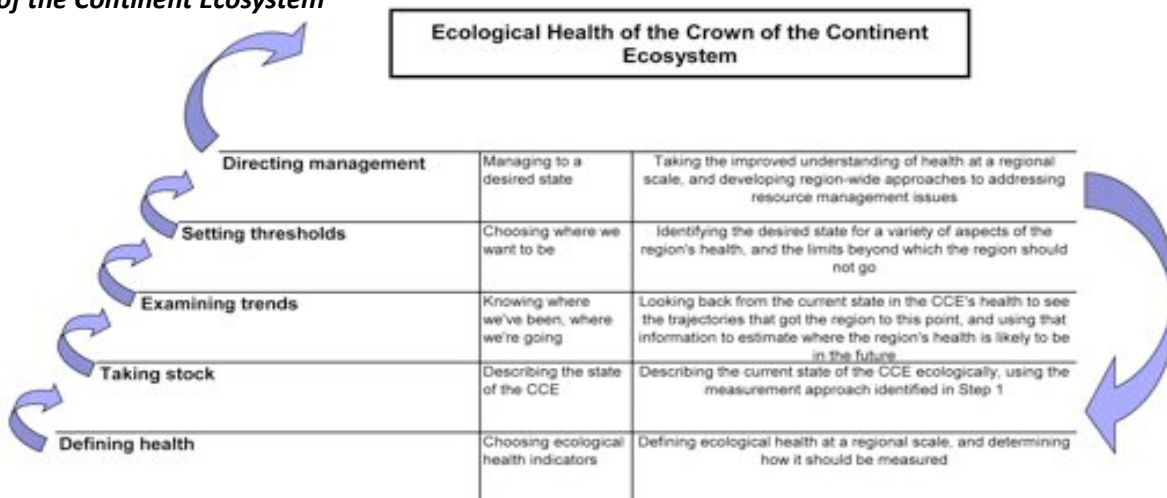 of the Continent Ecosystem
Ecological Health of the Crown of the Continent
Ecosystem
Directing management
Managing to a
desired state
Taking the improved understanding of health at a regional
scale, and developing region-wide approaches to addressing
resource management issues
Setting thresholds
Choosing where we
want to be
Identifying the desired state for a variety of aspects of the
region's health, and the limits beyond which the region should
not go
Examining trends
Knowing where
we've been, where
we're going
Looking back from the current state in the CCE's health to see
the trajectories that got the region to this point, and using that
information to estimate where the region's health is likely to be
in the future
Taking stock
Describing the state
of the CCE
Describing the current state of the CCE ecologically, using the
measurement approach identified in Step 1
Defining health
Choosing ecological
health indicators
Defining ecological health at a regional scale, and determining
how it should be measured